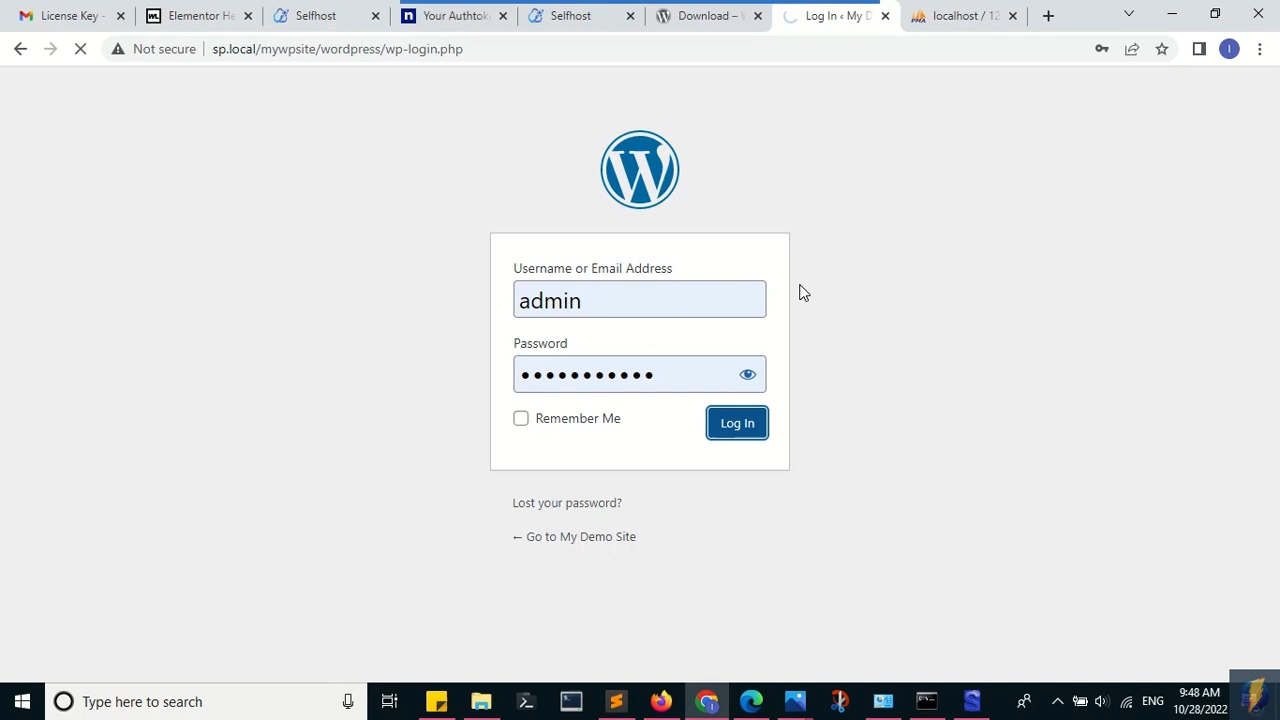 License Key -
Elementor He
Selfhost
Your Authtok
Selfhost
Download – W
Log In ‹ My D
localhost / 12
Not secure
sp.local/mywpsite/wordpress/wp-login.php
Username or Email Address
admin
Password
Remember Me
Log In
Lost your password?
← Go to My Demo Site
Type here to search
ENG
9:48 AM
10/28/2022